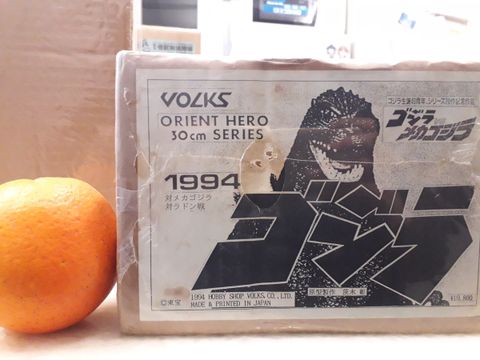 VOLKS
ORIENT HERO
30cm SERIES
ゴジラ生誕40周年、シリーズ20作記念作品
ゴジラVSメカゴジラ
1994
対メカゴジラ
対ラドン戦
ゴジラ
©東宝
1994 HOBBY SHOP VOLKS. CO., LTD.
MADE & PRINTED IN JAPAN
原型製作
¥19,800